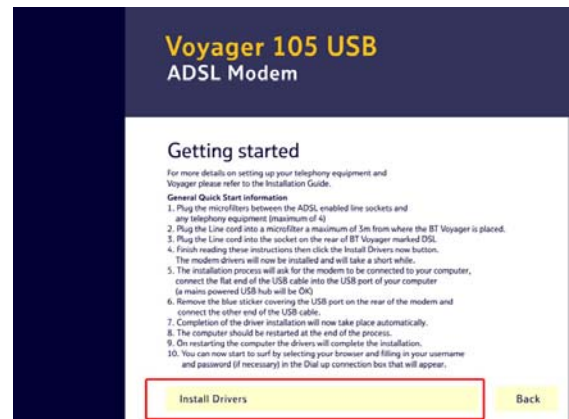 Voyager 105 USB
ADSL Modem
Getting started
For more details on setting up your telephony equipment and
Voyager please refer to the Installation Guide.
General Quick Start information
1. Plug the microfilters between the ADSL enabled line sockets and
any telephony equipment (maximum of 4)
2. Plug the Line cord into a microfilter a maximum of 3m from where the BT Voyager is placed.
3. Plug the Line cord into the socket on the rear of BT Voyager marked DSL
4. Finish reading these instructions then click the Install Drivers now button.
The modem drivers will now be installed and will take a short while.
5. The installation process will ask for the modem to be connected to your computer,
connect the flat end of the USB cable into the USB port of your computer
(a mains powered USB hub will be OK)
6. Remove the blue sticker covering the USB port on the rear of the modem and
connect the other end of the USB cable.
7. Completion of the driver installation will now take place automatically.
8. The computer should be restarted at the end of the process.
9. On restarting the computer the drivers will complete the installation.
10. You can now start to surf by selecting your browser and filling in your username
and password (if necessary) in the Dial up connection box that will appear.
Install Drivers
Back